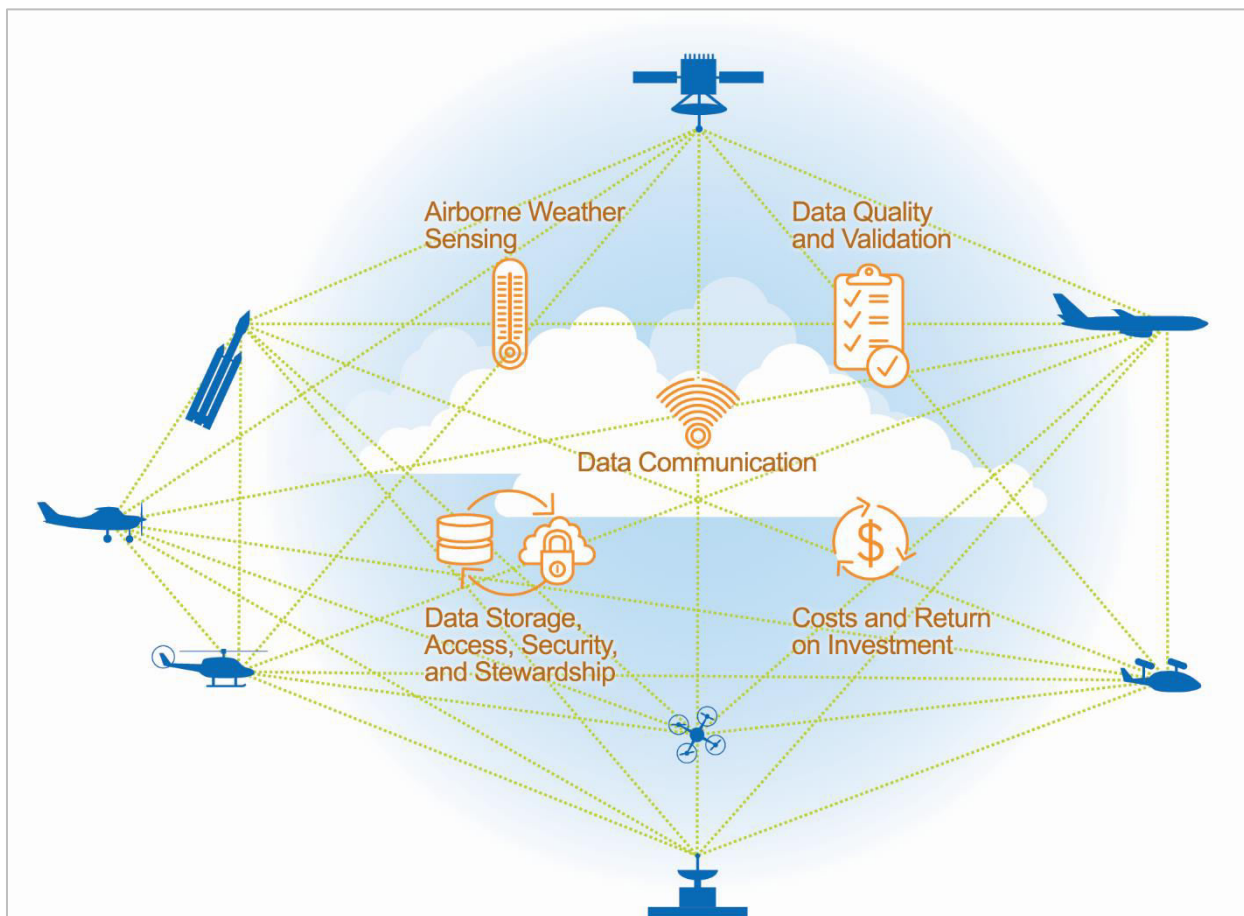 Airborne Weather
Sensing
Data Quality
and Validation
Data Communication
$
Data Storage,
Access, Security,
and Stewardship
Costs and Return
on Investment